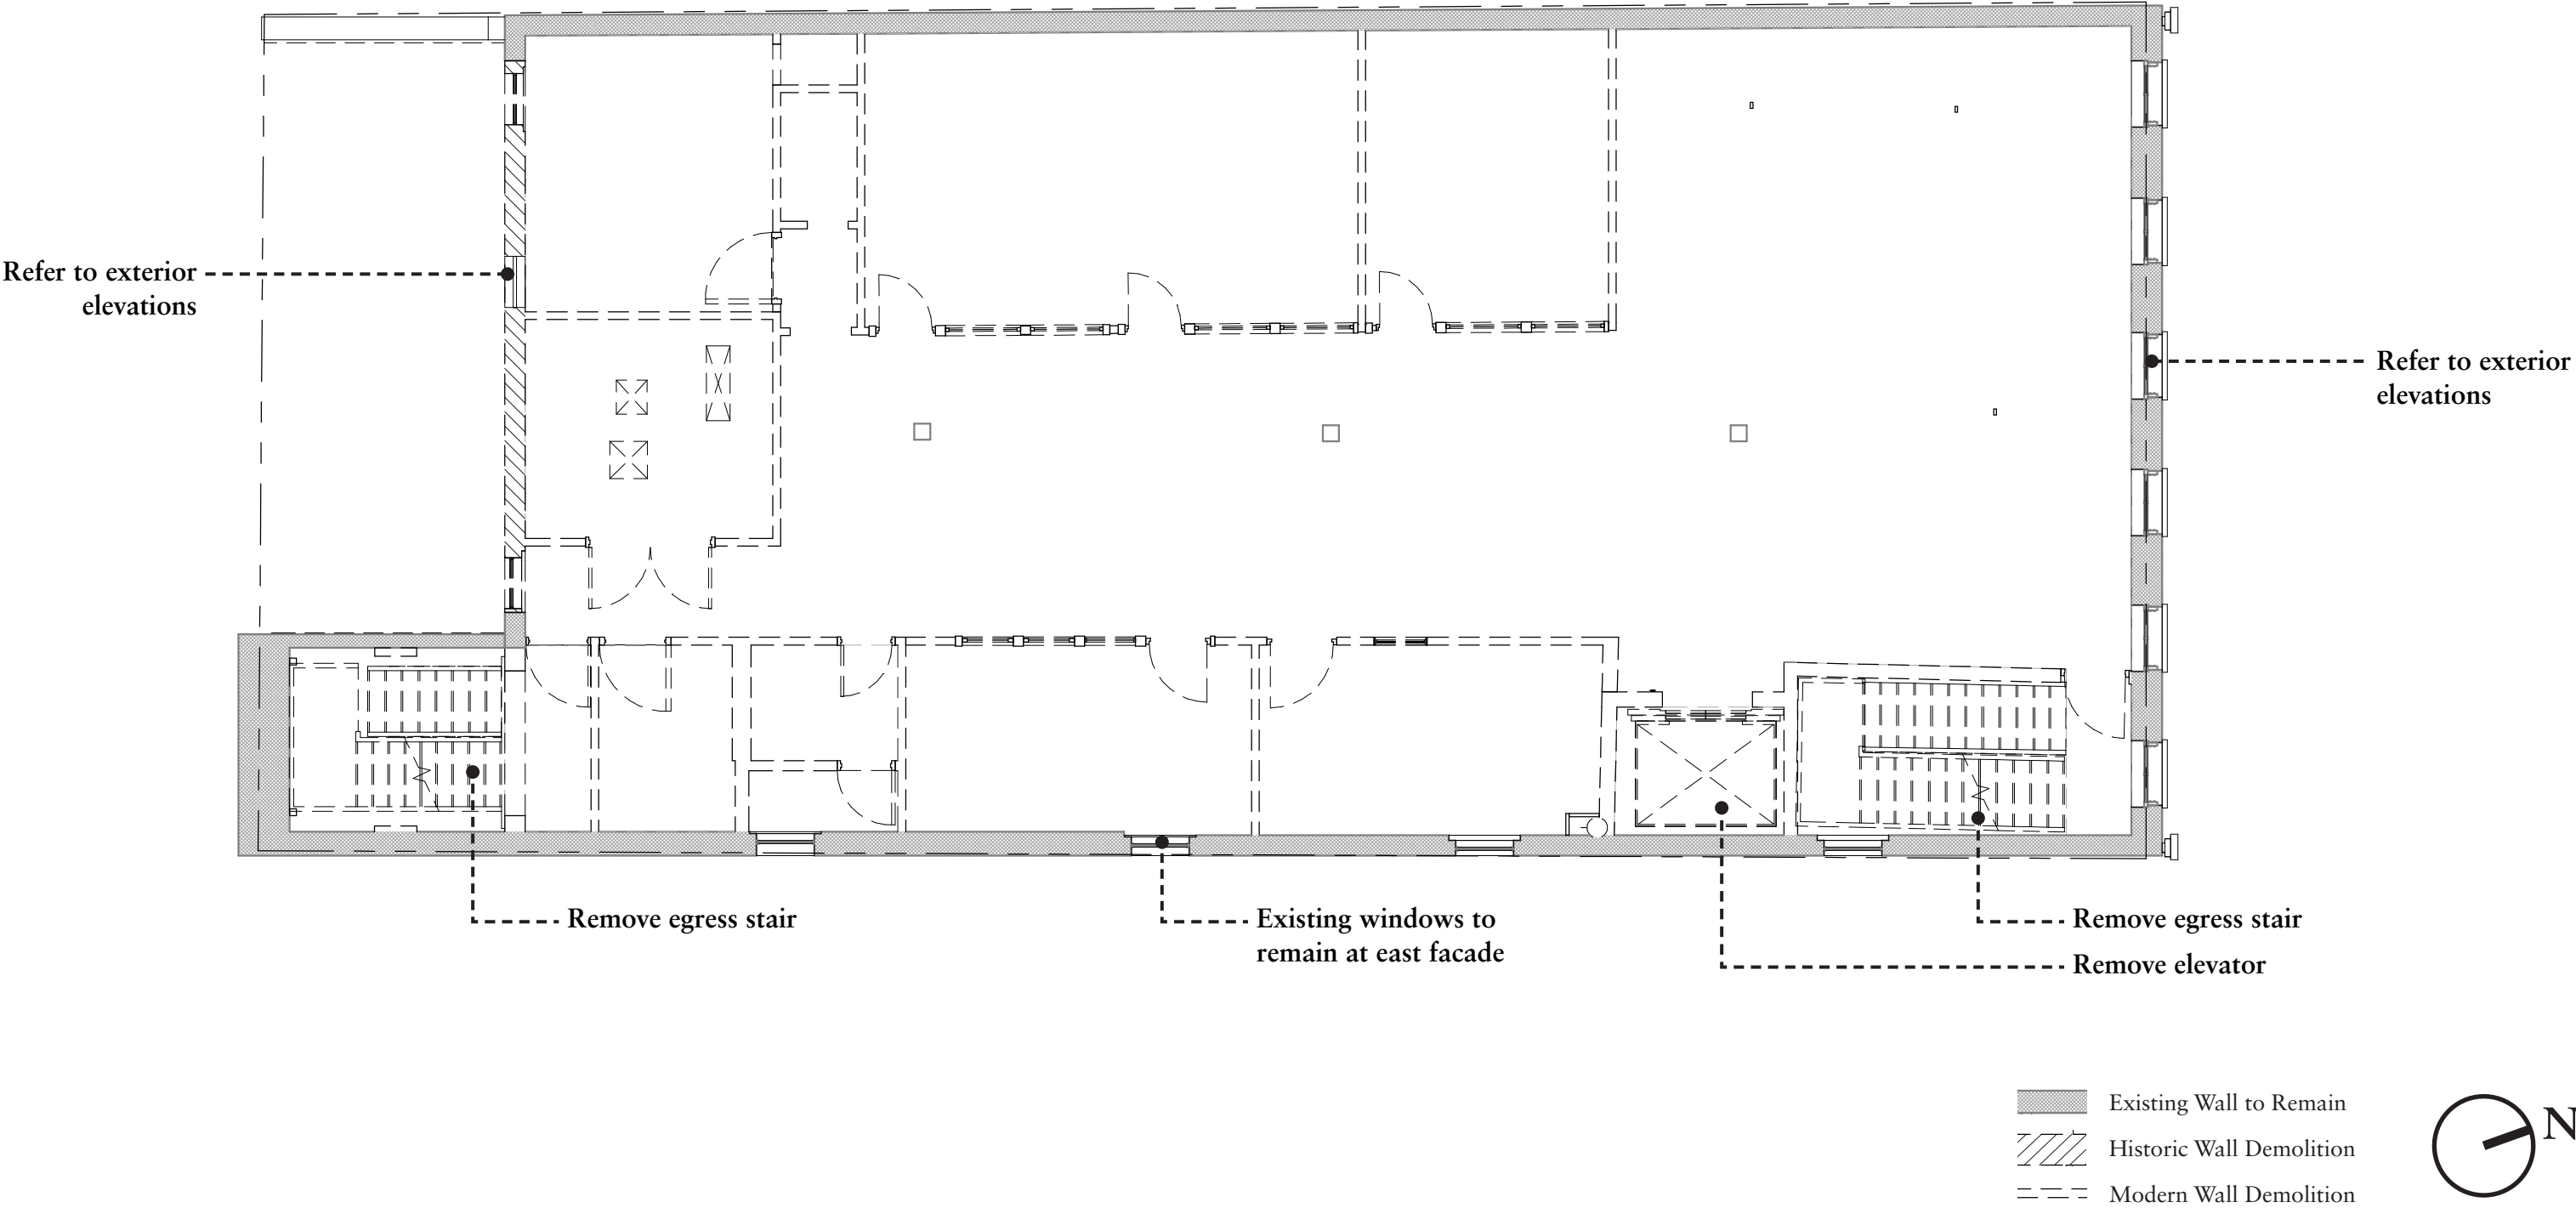 Refer to exterior
elevations
Refer to exterior
elevations
Remove egress stair
Existing windows to
remain at east facade
Remove egress stair
Remove elevator
Existing Wall to Remain
Historic Wall Demolition
Modern Wall Demolition
N